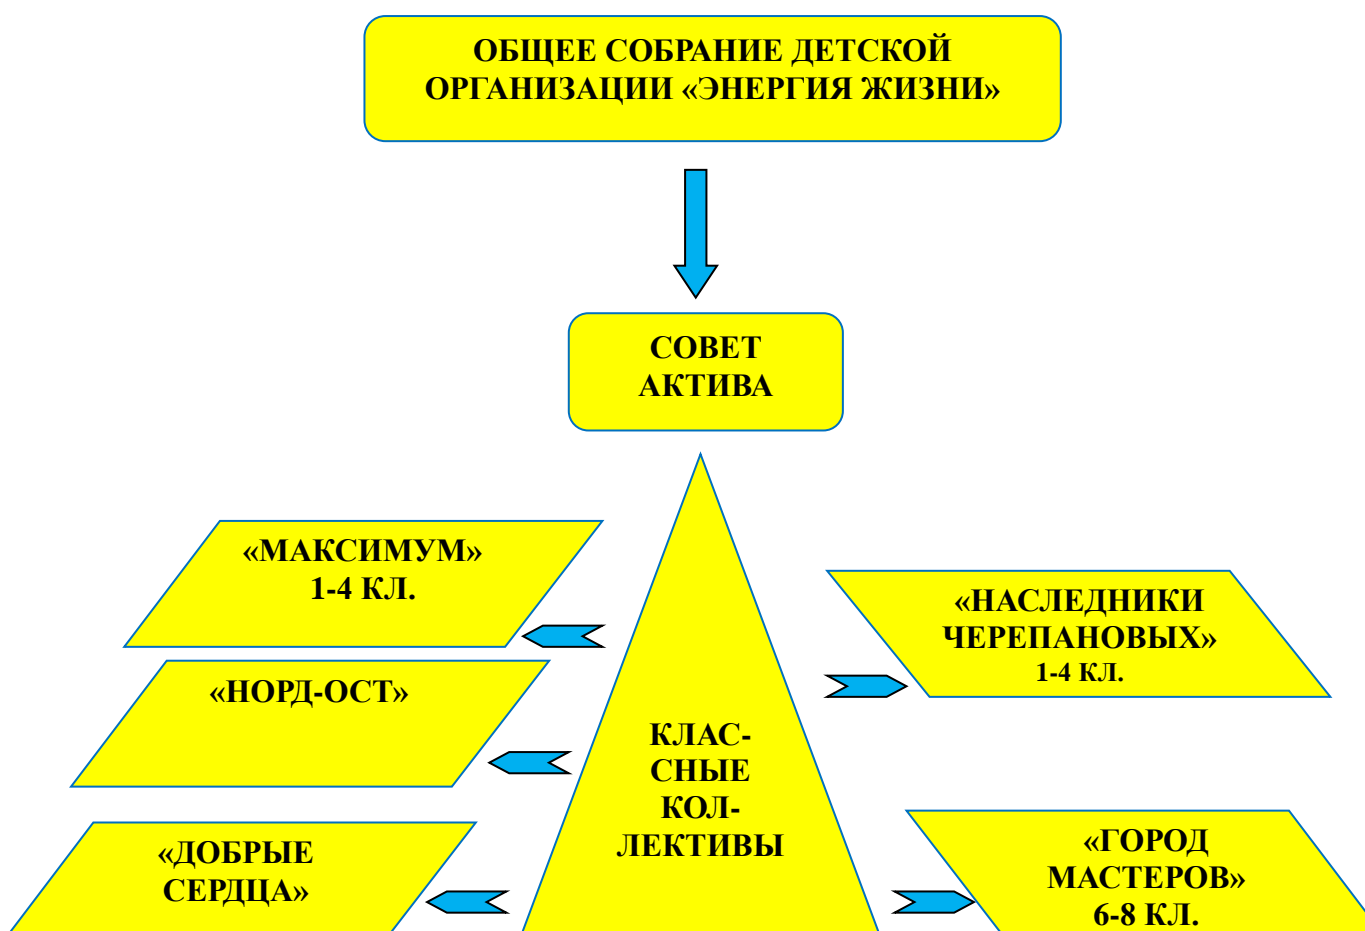 ОБЩЕЕ СОБРАНИЕ ДЕТСКОЙ
ОРГАНИЗАЦИИ «ЭНЕРГИЯ ЖИЗНИ»
СОВЕТ
АКТИВА
«МАКСИМУМ»
1-4 КЛ.
«НАСЛЕДНИКИ
ЧЕРЕПАНОВЫХ»
1-4 КЛ.
«НОРД-ОСТ»
КЛАС-
СНЫЕ
КОЛ-
ЛЕКТИВЫ
«ДОБРЫЕ
СЕРДЦА»
«ГОРОД
МАСТЕРОВ»
6-8 КЛ.